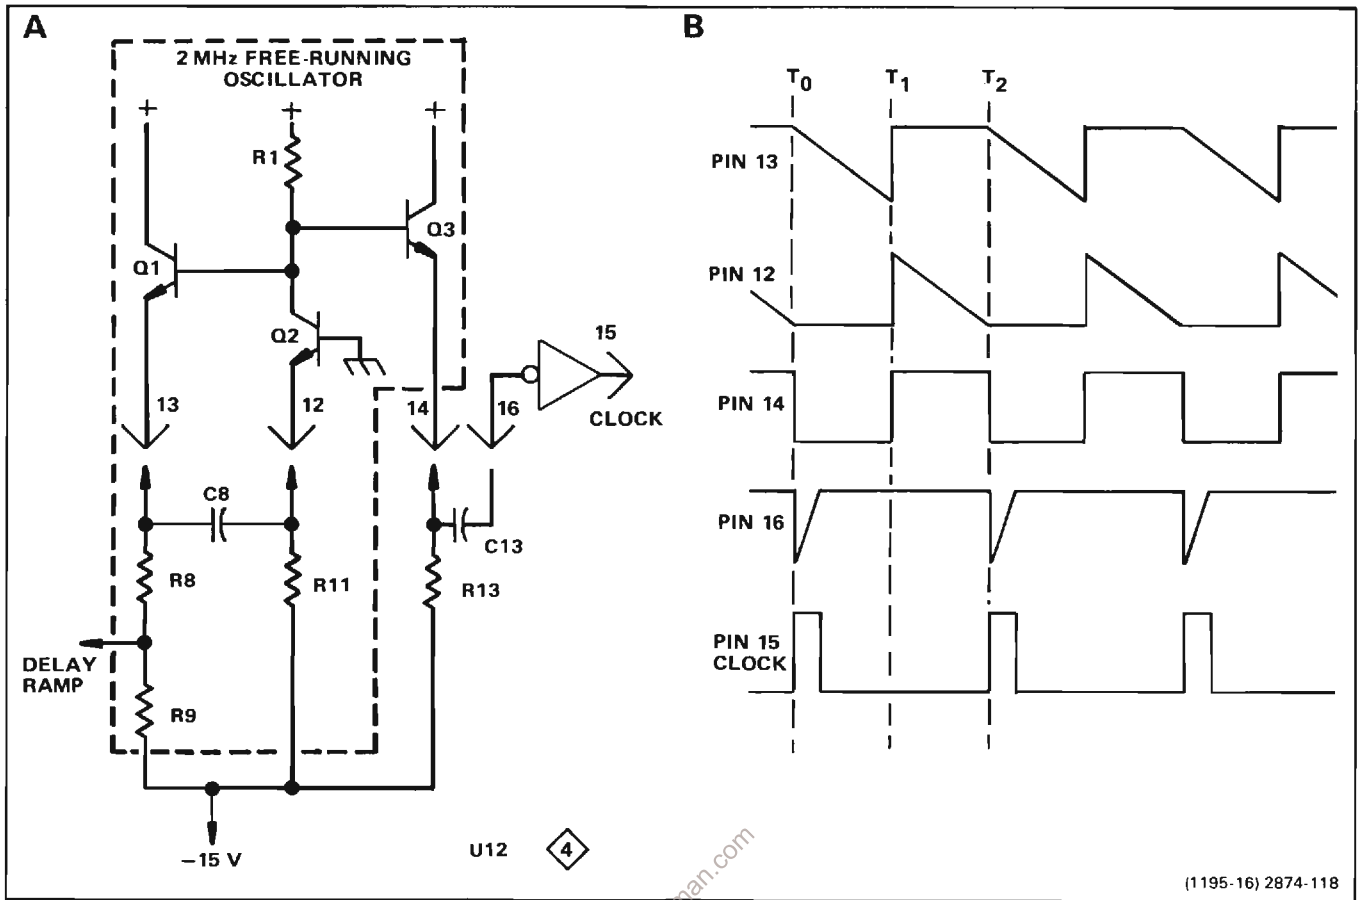 A
2 MHz FREE-RUNNING
OSCILLATOR
+
+
+
R1
Q1
Q3
Q2
15
13
12
14
16
CLOCK
C8
C13
R8
R11
R13
DELAY
RAMP
R9
−15 V
U12
4
B
T0
T1
T2
PIN 13
PIN 12
PIN 14
PIN 16
PIN 15
CLOCK
(1195-16) 2874-118
man.com